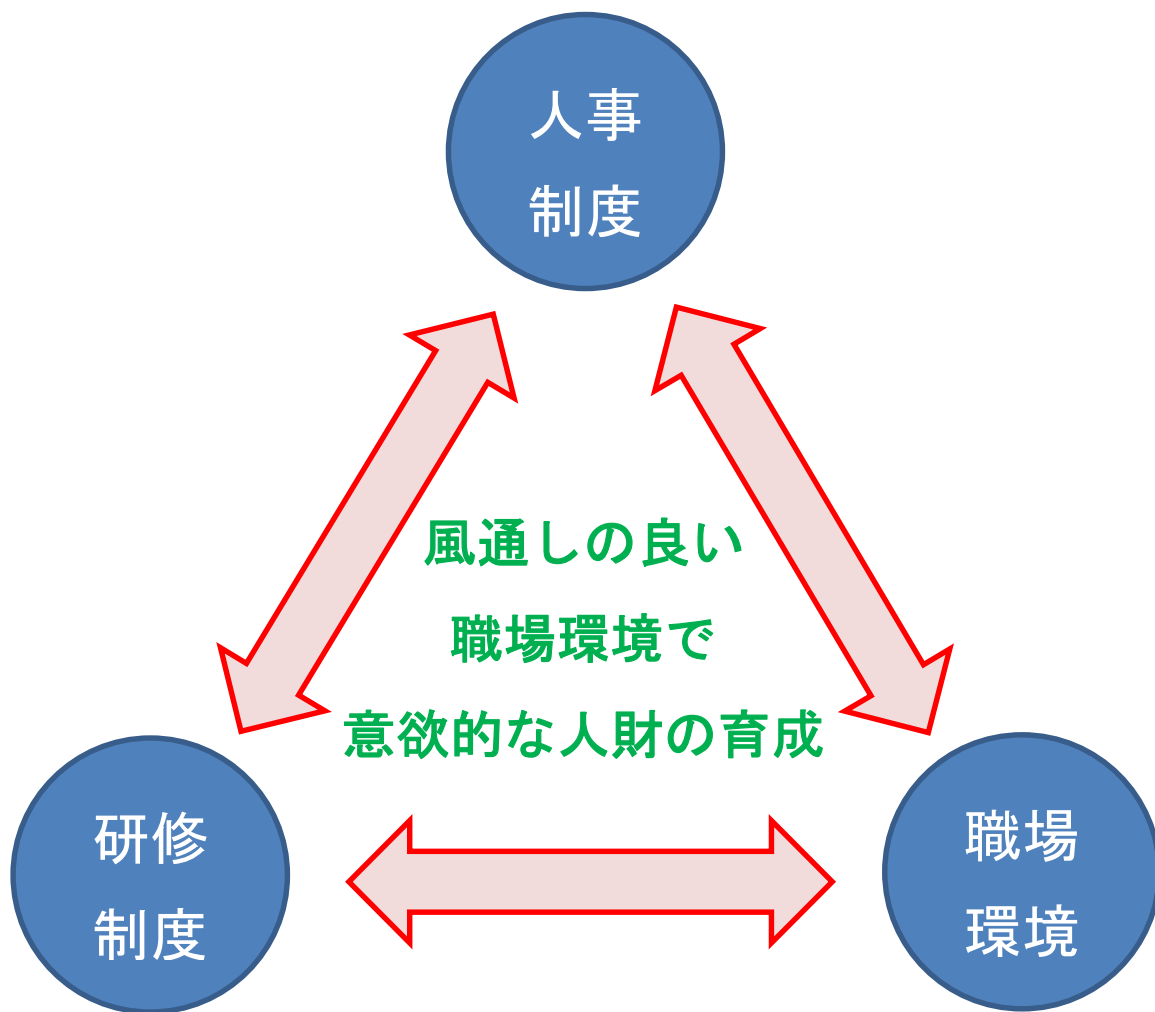 人事
制度
風通しの良い
職場環境で
意欲的な人財の育成
研修
制度
職場
環境